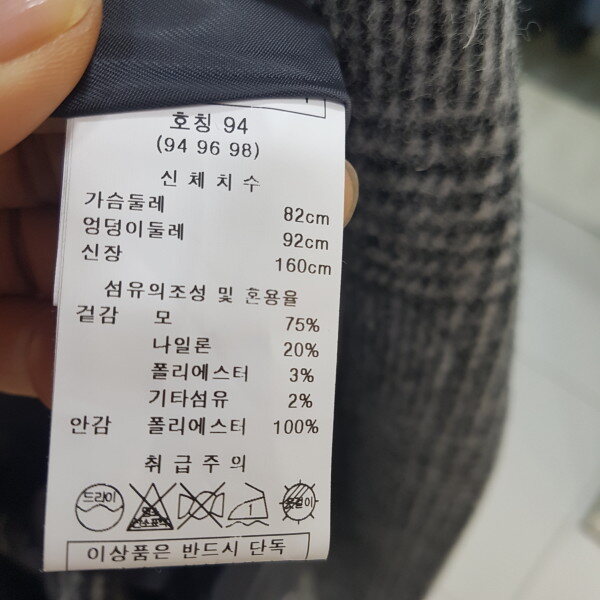 호칭 94
(94 96 98)
신 체 치 수
가슴둘레 82cm
엉덩이둘레 92cm
신장 160cm
섬유의조성 및 혼용율
겉감 모 75%
나일론 20%
폴리에스터 3%
기타섬유 2%
안감 폴리에스터 100%
취 급 주 의
드라이 1 옷걸이
이상품은 반드시 단독